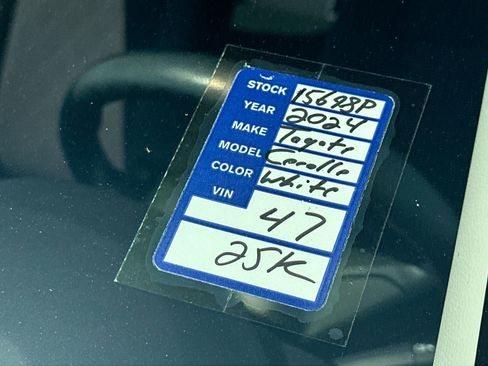 STOCK 15698P
YEAR 2024
MAKE Toyota
MODEL Corolla
COLOR White
VIN
47
25K